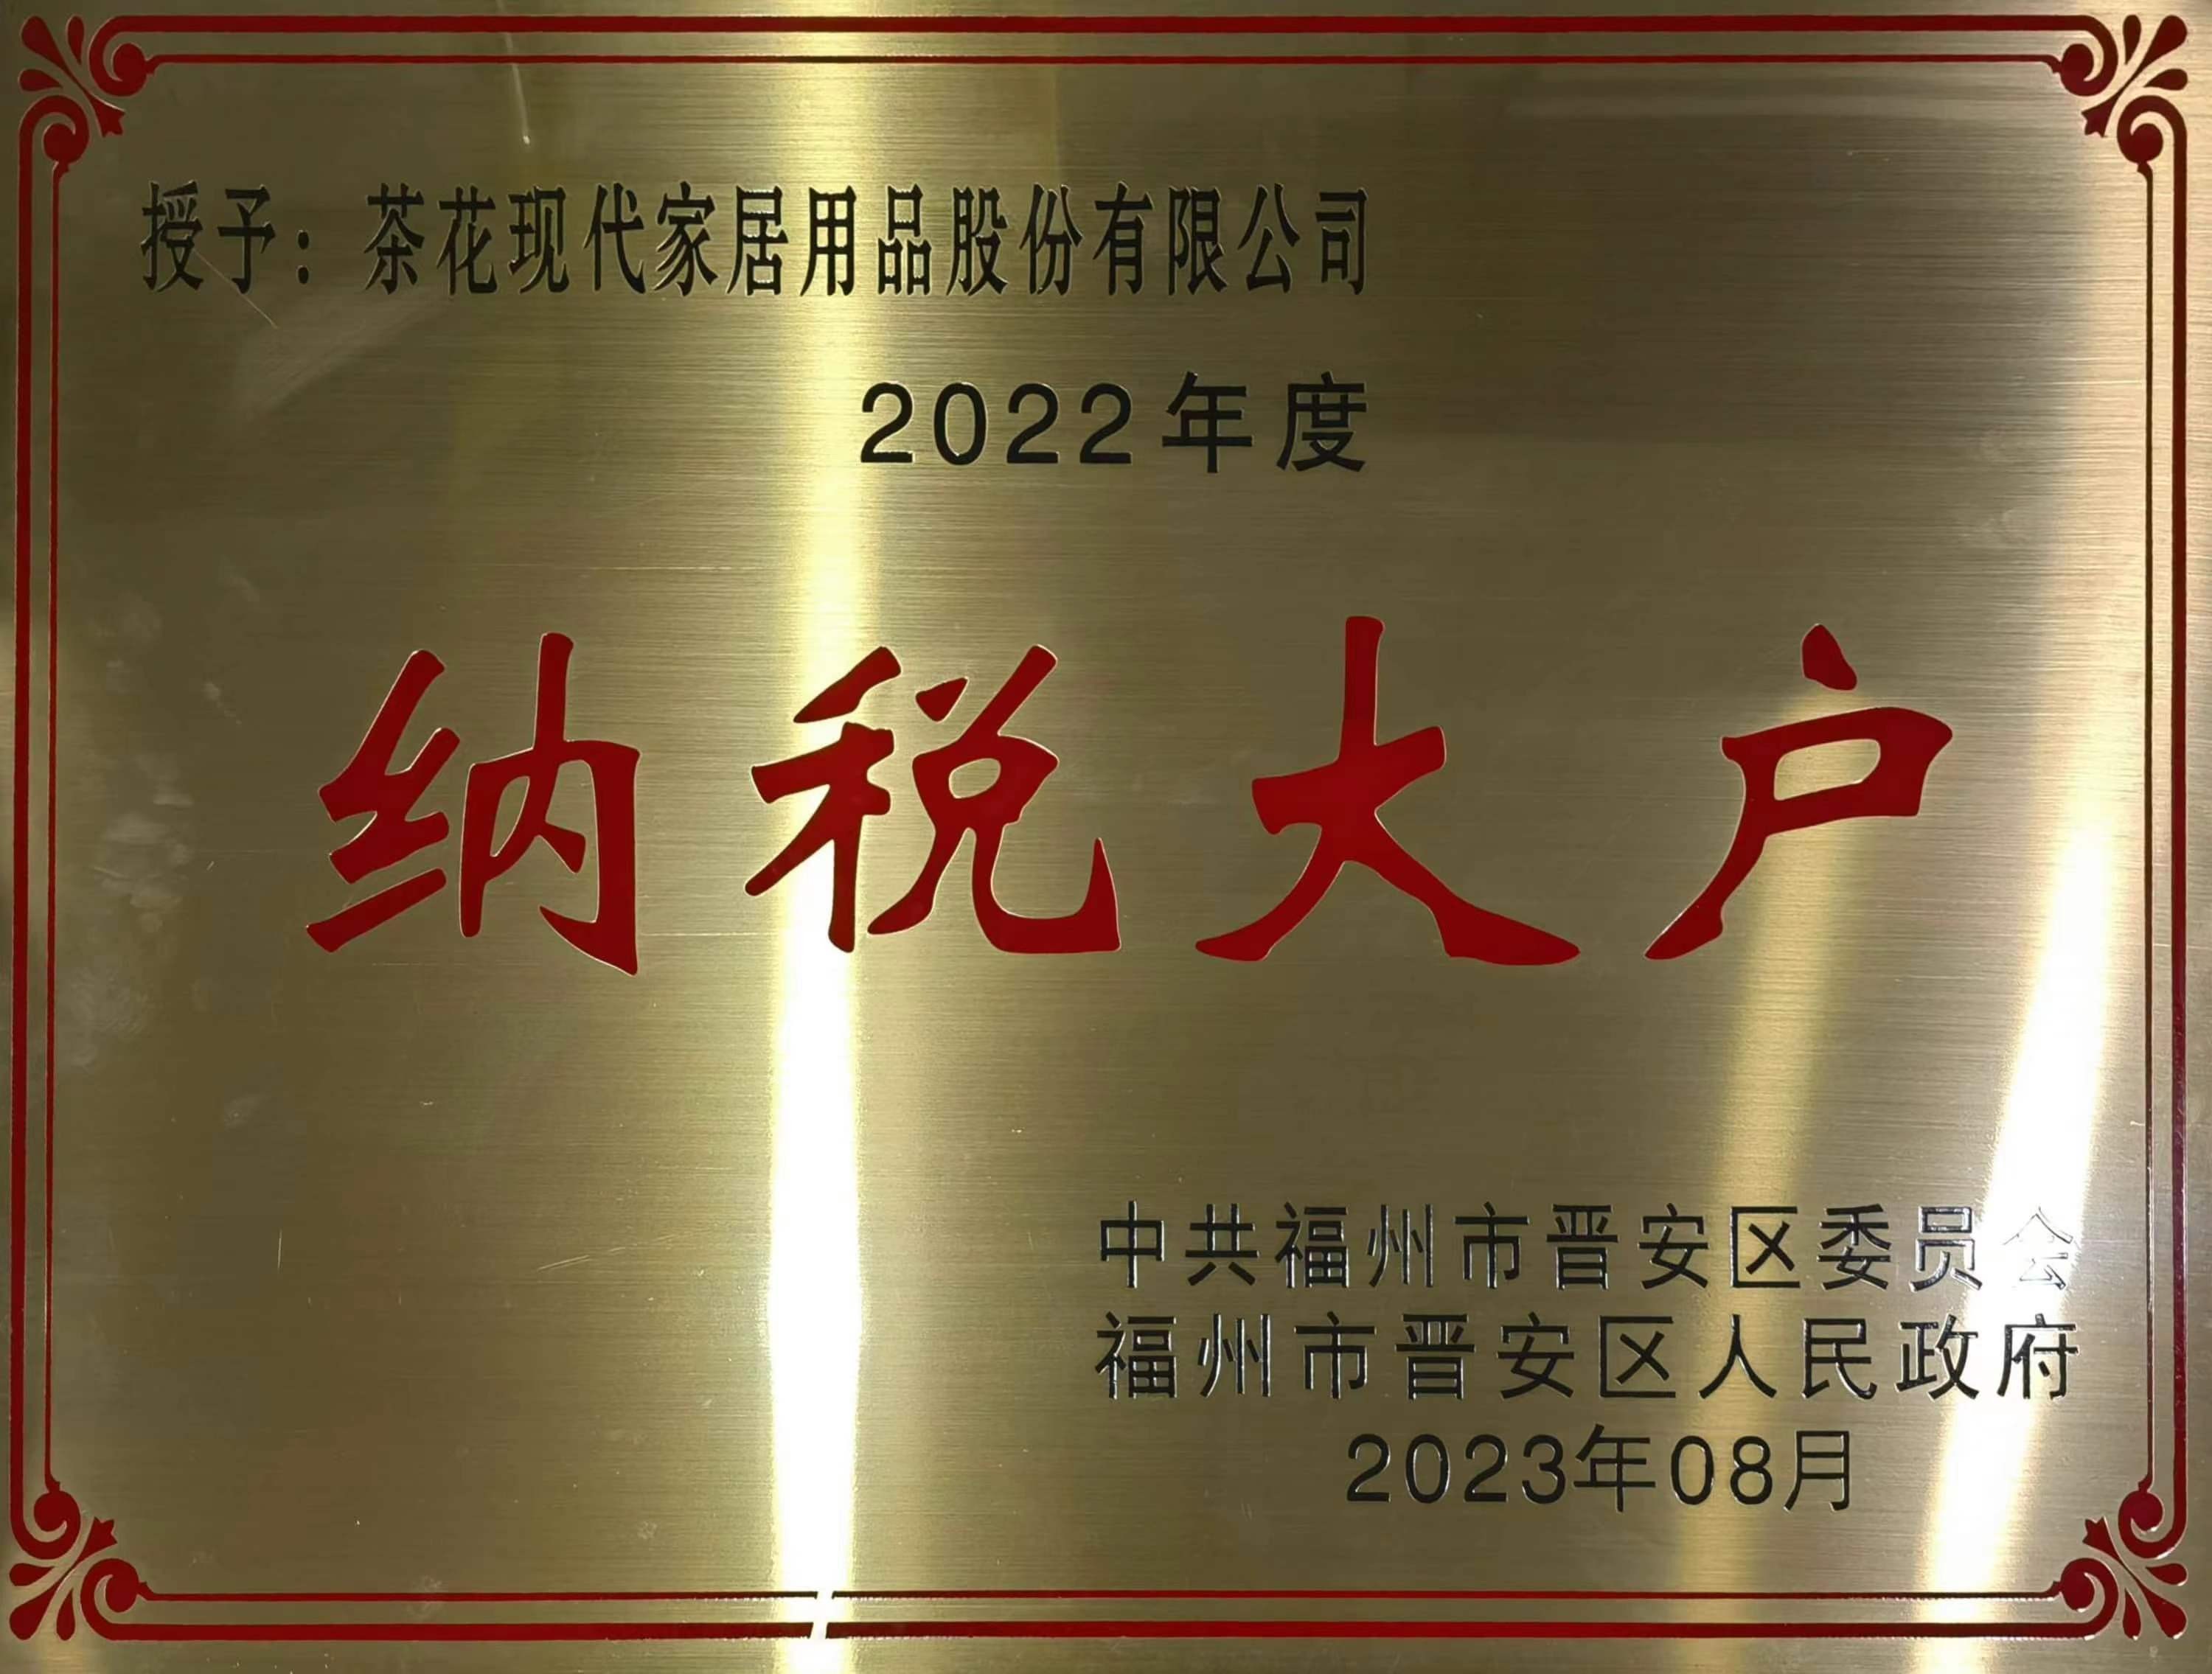 授予：茶花现代家居用品股份有限公司
2022年度
纳税大户
中共福州市晋安区委员会
福州市晋安区人民政府
2023年08月